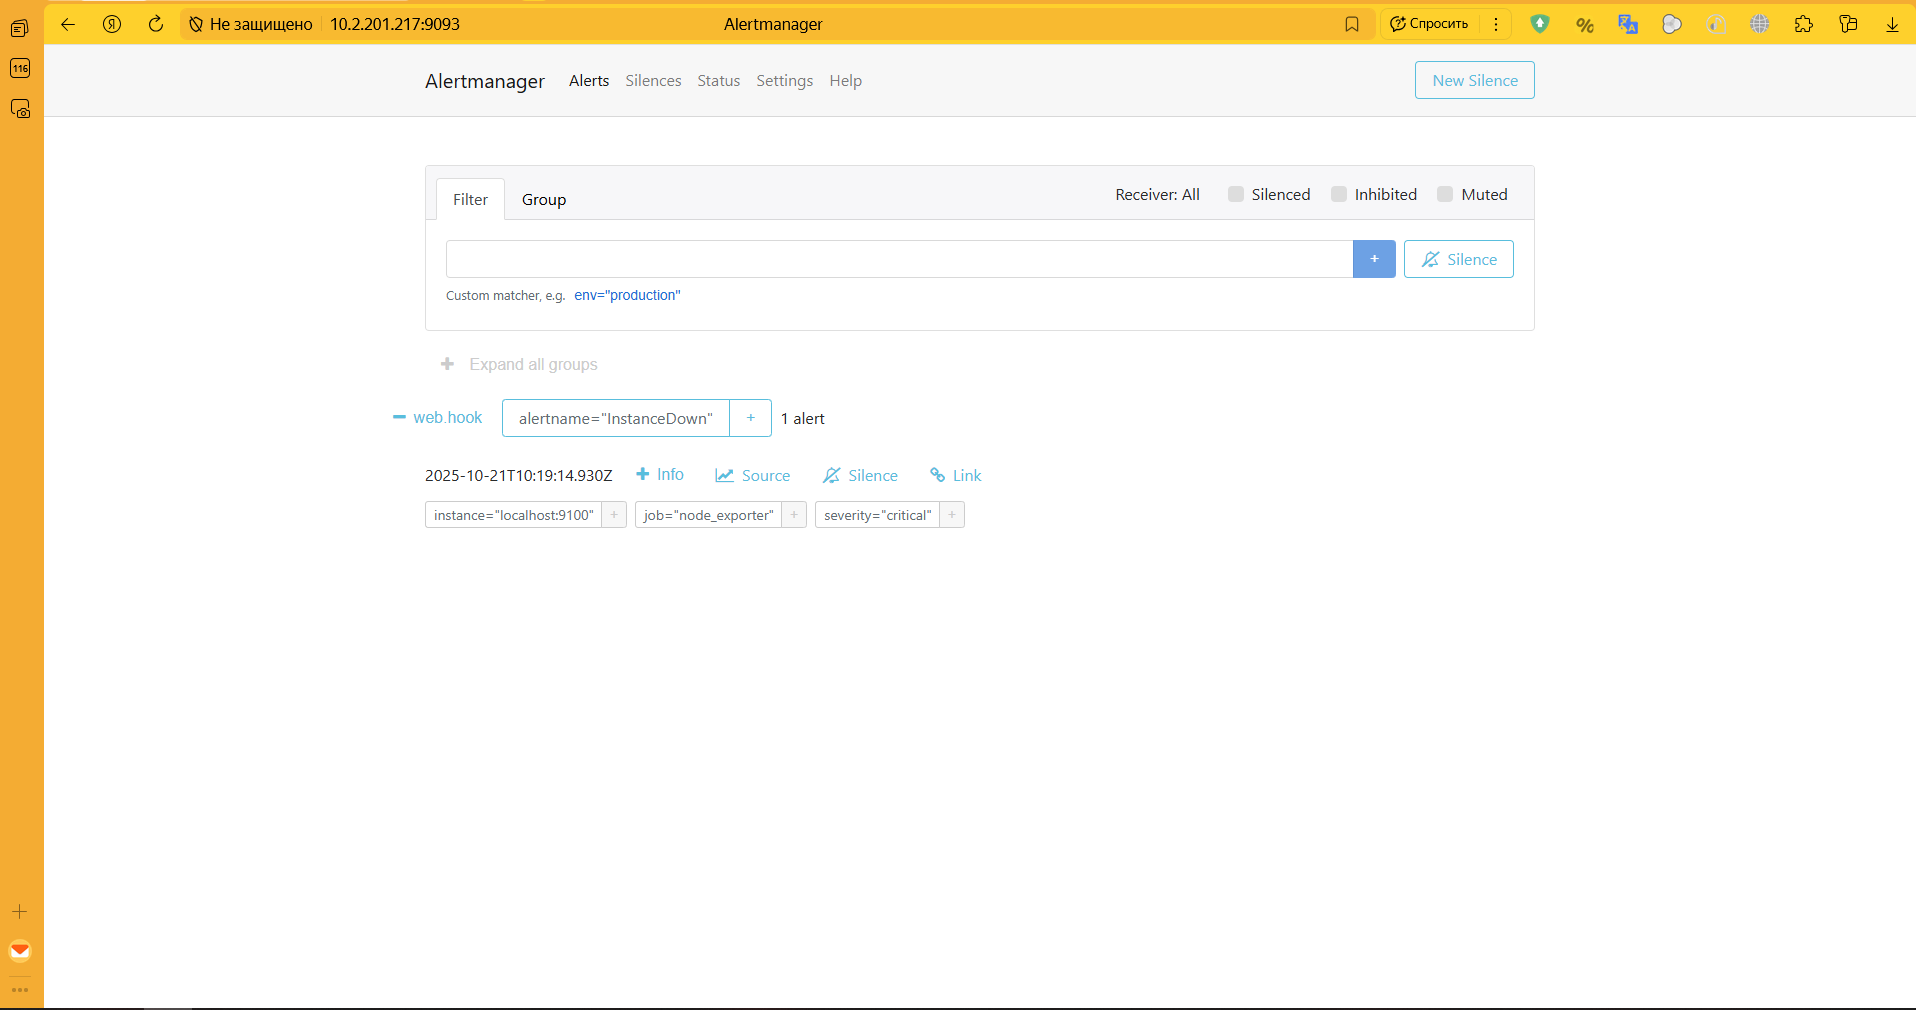 Не защищено 10.2.201.217:9093 Alertmanager Спросить
116
Alertmanager Alerts Silences Status Settings Help New Silence
Filter Group Receiver: All Silenced Inhibited Muted
+ Silence
Custom matcher, e.g. env="production"
+ Expand all groups
web.hook alertname="InstanceDown" + 1 alert
2025-10-21T10:19:14.930Z + Info Source Silence Link
instance="localhost:9100" + job="node_exporter" + severity="critical" +